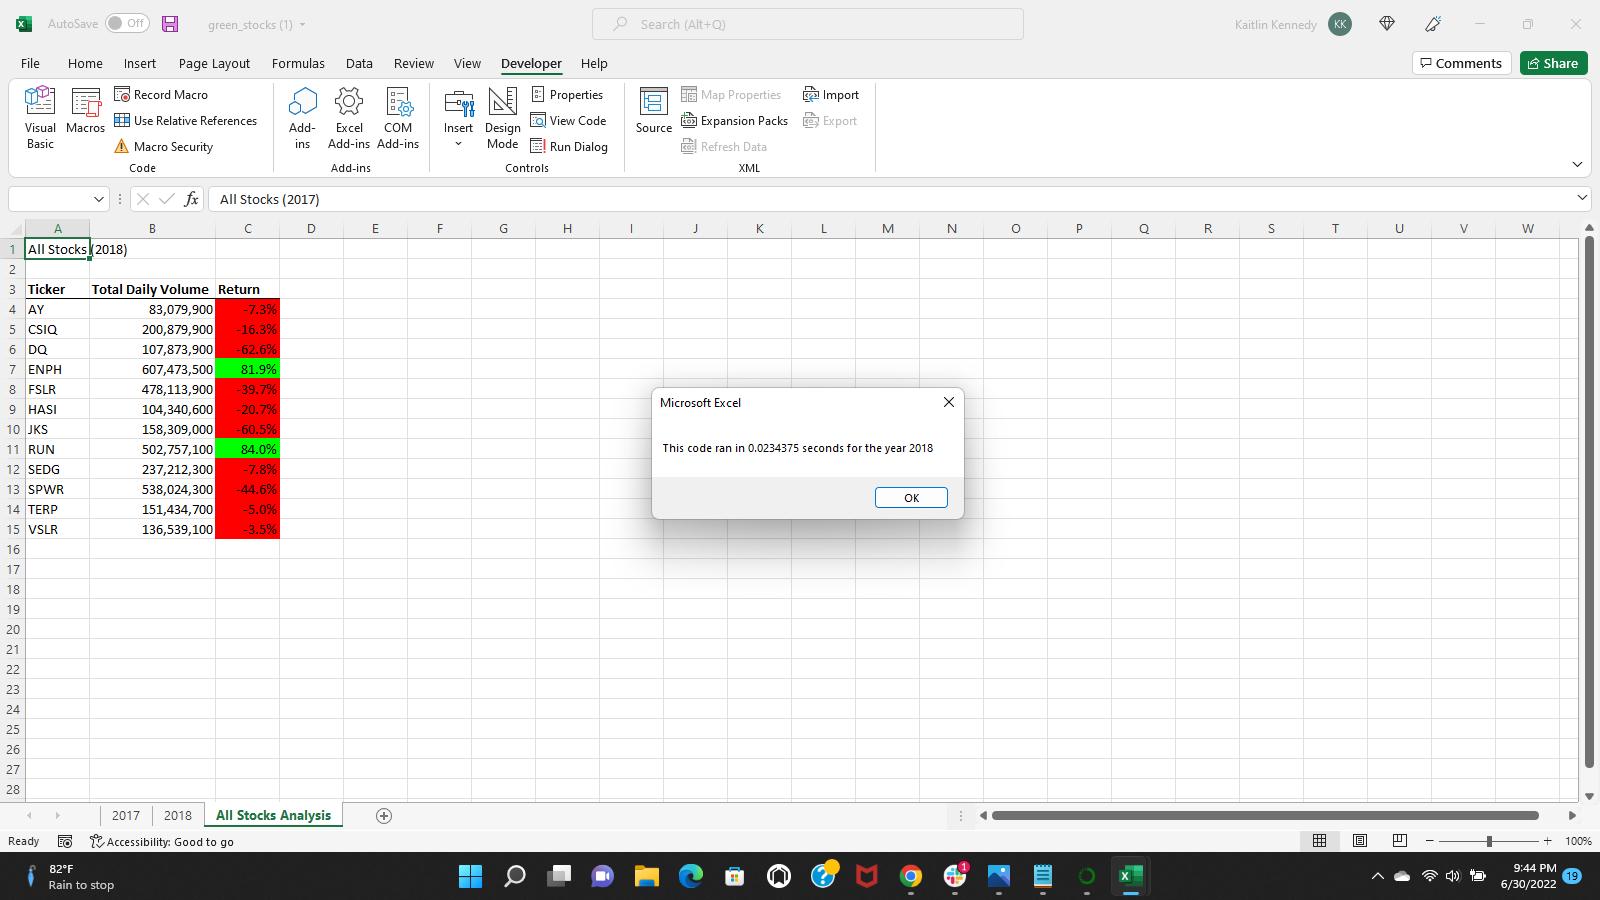 AutoSave Off green_stocks (1) Search (Alt+Q) Kaitlin Kennedy KK
File Home Insert Page Layout Formulas Data Review View Developer Help Comments Share
Visual Basic
Macros
Record Macro
Use Relative References
Macro Security
Code
Add-ins
Excel Add-ins
COM Add-ins
Add-ins
Insert
Design Mode
Properties
View Code
Run Dialog
Controls
Source
Map Properties
Expansion Packs
Refresh Data
Import
Export
XML
fx All Stocks (2017)
A B C D E F G H I J K L M N O P Q R S T U V W
1 All Stocks (2018)
2
3 Ticker Total Daily Volume Return
4 AY 83,079,900 -7.3%
5 CSIQ 200,879,900 -16.3%
6 DQ 107,873,900 -62.6%
7 ENPH 607,473,500 81.9%
8 FSLR 478,113,900 -39.7%
9 HASI 104,340,600 -20.7%
10 JKS 158,309,000 -60.5%
11 RUN 502,757,100 84.0%
12 SEDG 237,212,300 -7.8%
13 SPWR 538,024,300 -44.6%
14 TERP 151,434,700 -5.0%
15 VSLR 136,539,100 -3.5%
16
17
18
19
20
21
22
23
24
25
26
27
28
Microsoft Excel
This code ran in 0.0234375 seconds for the year 2018
OK
2017 2018 All Stocks Analysis
Ready Accessibility: Good to go 100%
82°F
Rain to stop
1
9:44 PM
6/30/2022
19